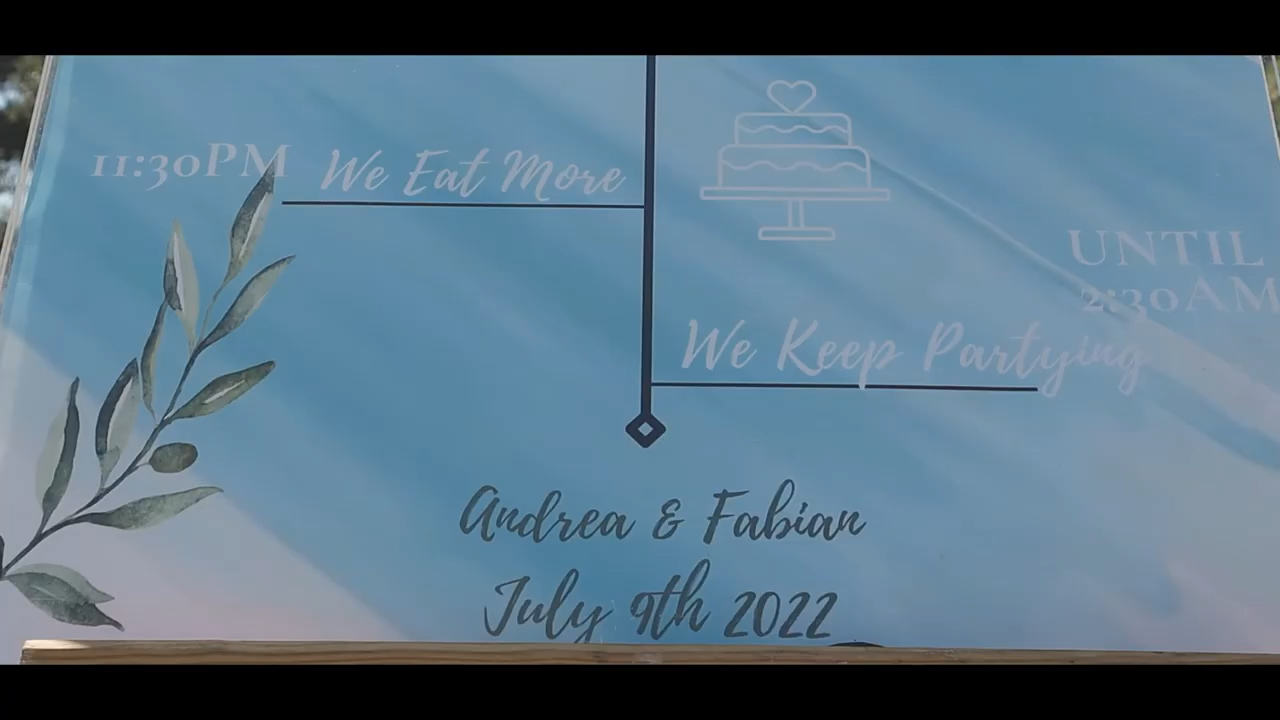 11:30PM We Eat More
UNTIL
2:30AM
We Keep Partying
Andrea & Fabian
July 9th 2022